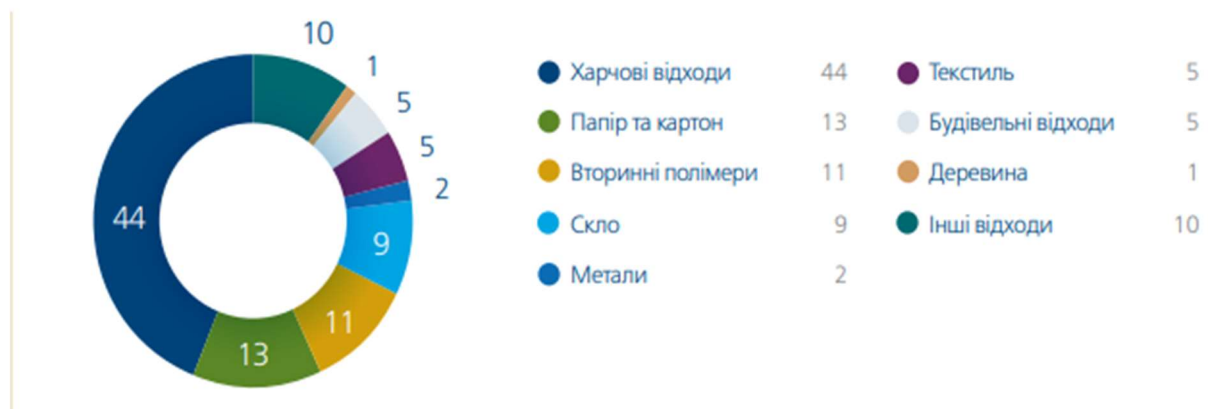 10
1
5
5
2
9
11
13
44
Харчові відходи 44
Папір та картон 13
Вторинні полімери 11
Скло 9
Метали 2
Текстиль 5
Будівельні відходи 5
Деревина 1
Інші відходи 10